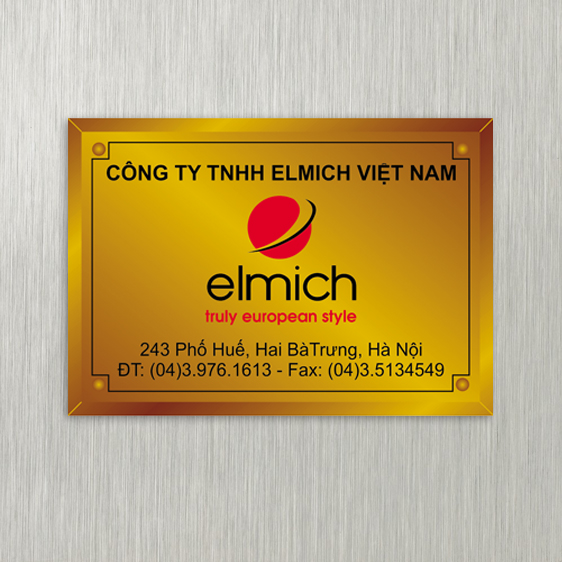 CÔNG TY TNHH ELMICH VIỆT NAM
elmich
truly european style
243 Phố Huế, Hai BàTrưng, Hà Nội
ĐT: (04)3.976.1613 - Fax: (04)3.5134549